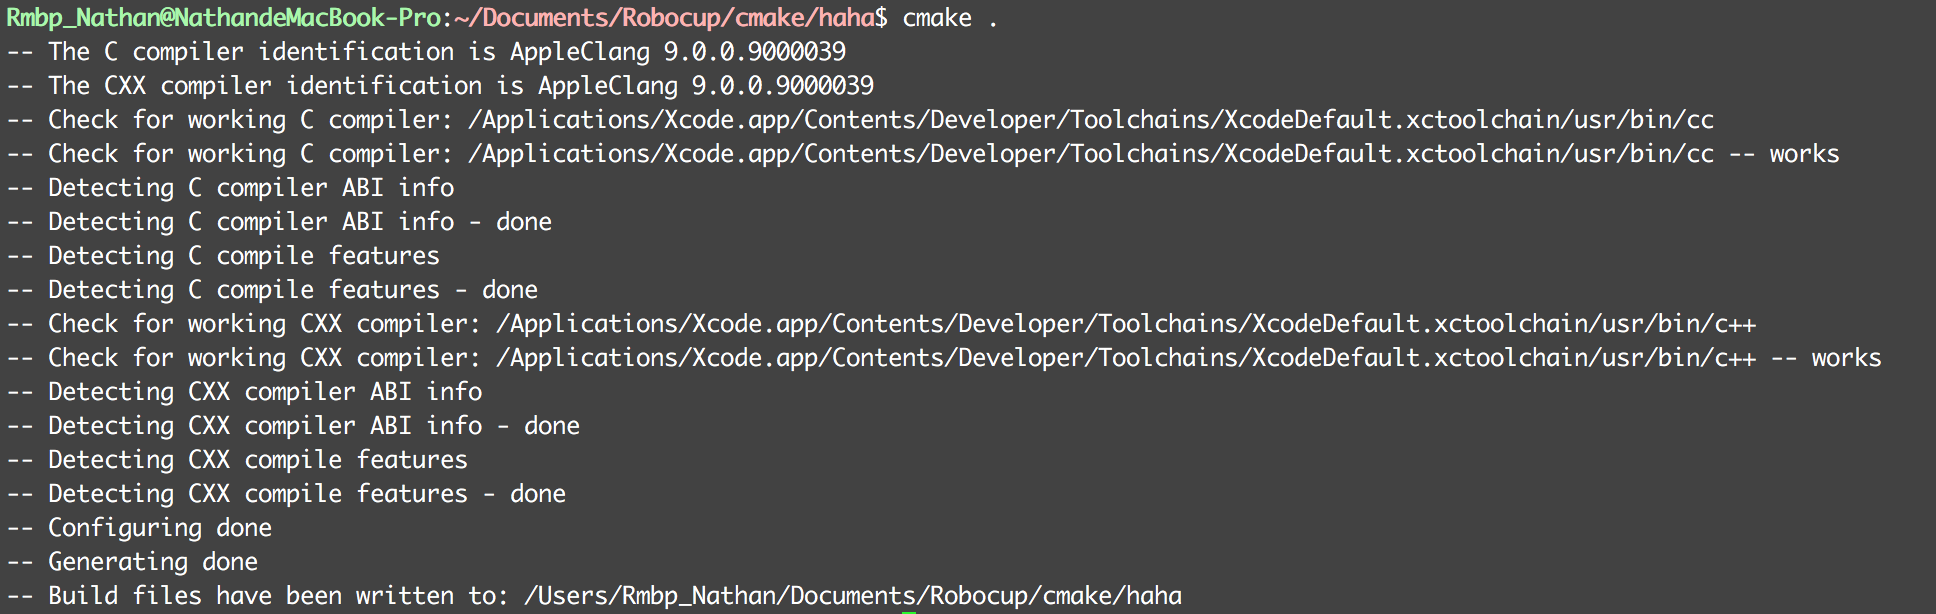 Rmbp_Nathan@NathandeMacBook-Pro:~/Documents/Robocup/cmake/haha$ cmake .
-- The C compiler identification is AppleClang 9.0.0.9000039
-- The CXX compiler identification is AppleClang 9.0.0.9000039
-- Check for working C compiler: /Applications/Xcode.app/Contents/Developer/Toolchains/XcodeDefault.xctoolchain/usr/bin/cc
-- Check for working C compiler: /Applications/Xcode.app/Contents/Developer/Toolchains/XcodeDefault.xctoolchain/usr/bin/cc -- works
-- Detecting C compiler ABI info
-- Detecting C compiler ABI info - done
-- Detecting C compile features
-- Detecting C compile features - done
-- Check for working CXX compiler: /Applications/Xcode.app/Contents/Developer/Toolchains/XcodeDefault.xctoolchain/usr/bin/c++
-- Check for working CXX compiler: /Applications/Xcode.app/Contents/Developer/Toolchains/XcodeDefault.xctoolchain/usr/bin/c++ -- works
-- Detecting CXX compiler ABI info
-- Detecting CXX compiler ABI info - done
-- Detecting CXX compile features
-- Detecting CXX compile features - done
-- Configuring done
-- Generating done
-- Build files have been written to: /Users/Rmbp_Nathan/Documents/Robocup/cmake/haha